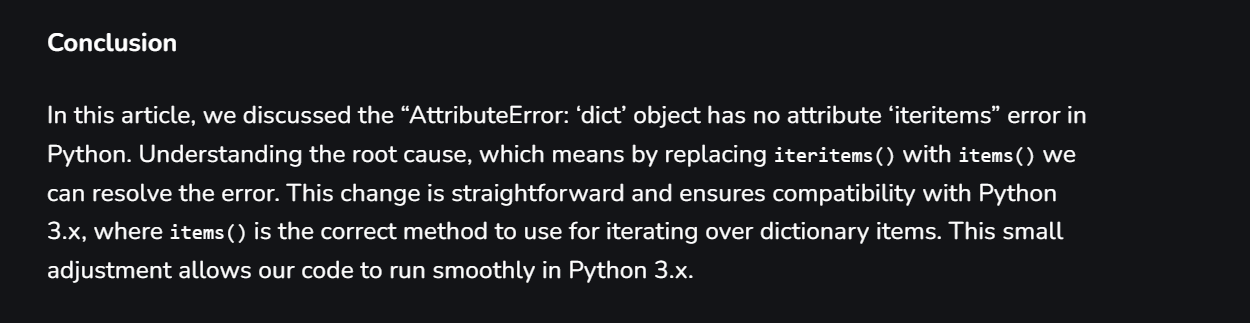 Conclusion
In this article, we discussed the “AttributeError: ‘dict’ object has no attribute ‘iteritems” error in
Python. Understanding the root cause, which means by replacing iteritems() with items() we
can resolve the error. This change is straightforward and ensures compatibility with Python
3.x, where items() is the correct method to use for iterating over dictionary items. This small
adjustment allows our code to run smoothly in Python 3.x.